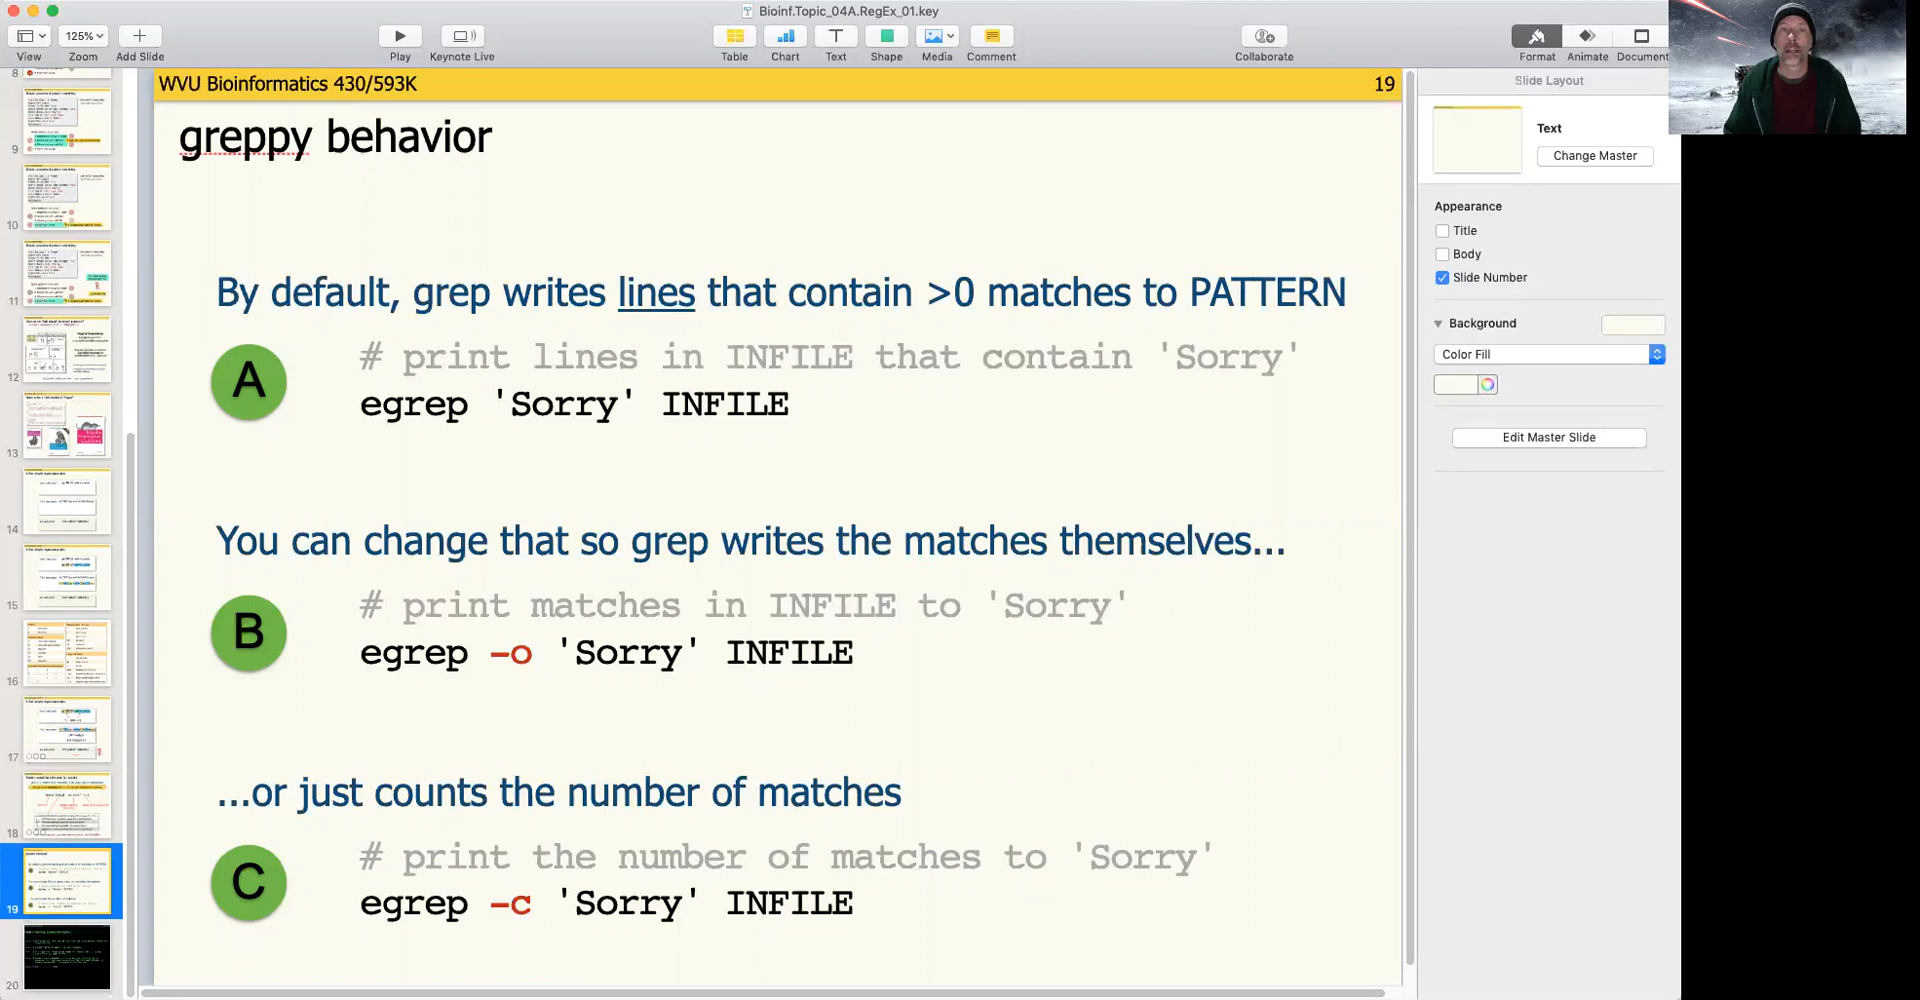 Bioinf.Topic_04A.RegEx_01.key
125%
View
Zoom
Add Slide
Play
Keynote Live
Table
Chart
Text
Shape
Media
Comment
Collaborate
Format
Animate
Document
8
9
10
11
12
13
14
15
16
17
18
19
20
WVU Bioinformatics 430/593K
19
greppy behavior
By default, grep writes lines that contain >0 matches to PATTERN
A
# print lines in INFILE that contain 'Sorry'
egrep 'Sorry' INFILE
You can change that so grep writes the matches themselves...
B
# print matches in INFILE to 'Sorry'
egrep –o 'Sorry' INFILE
...or just counts the number of matches
C
# print the number of matches to 'Sorry'
egrep –c 'Sorry' INFILE
Slide Layout
Text
Change Master
Appearance
Title
Body
Slide Number
Background
Color Fill
Edit Master Slide